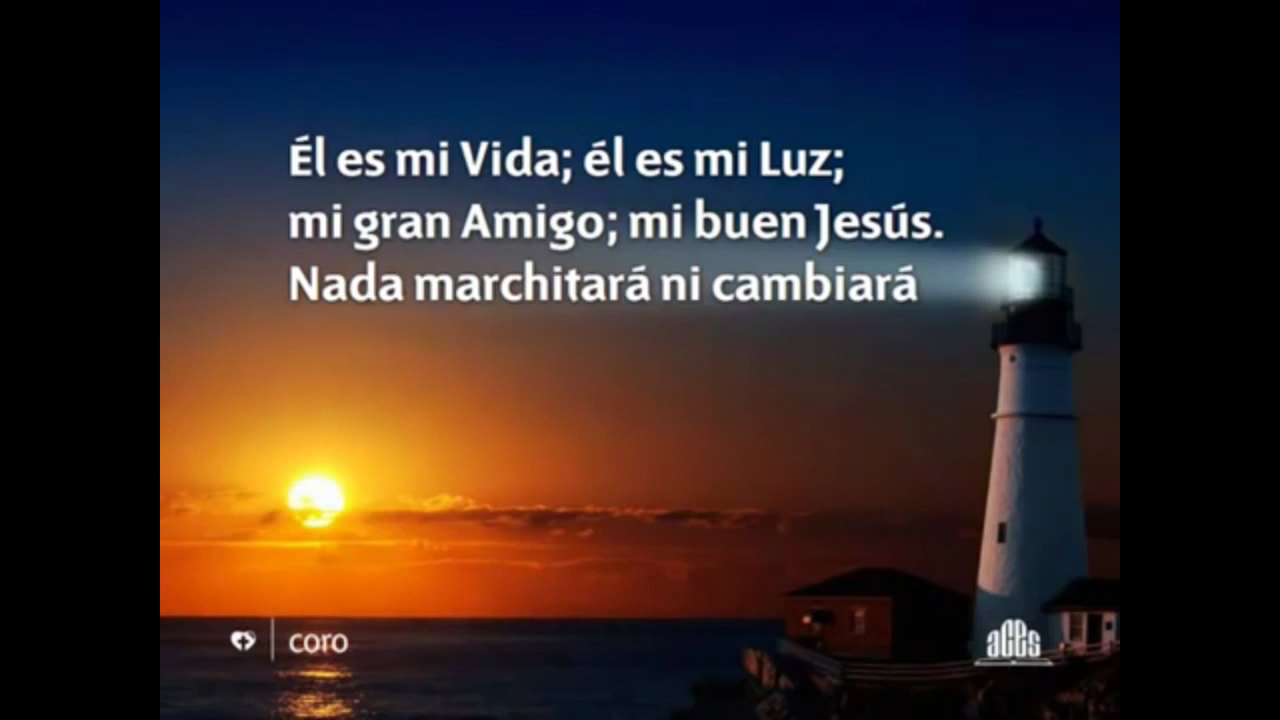 Él es mi Vida; él es mi Luz;
mi gran Amigo; mi buen Jesús.
Nada marchitará ni cambiará
coro
aces